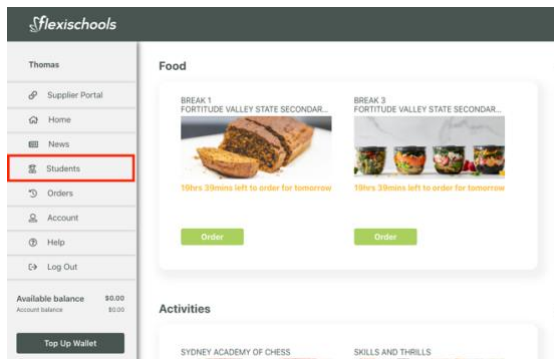 flexischools
Thomas
Supplier Portal
Home
News
Students
Orders
Account
Help
Log Out
Available balance $0.00
Account balance $0.00
Top Up Wallet
Food
BREAK 1
FORTITUDE VALLEY STATE SECONDAR...
19hrs 39mins left to order for tomorrow
Order
BREAK 3
FORTITUDE VALLEY STATE SECONDAR...
19hrs 39mins left to order for tomorrow
Order
Activities
SYDNEY ACADEMY OF CHESS
SKILLS AND THRILLS